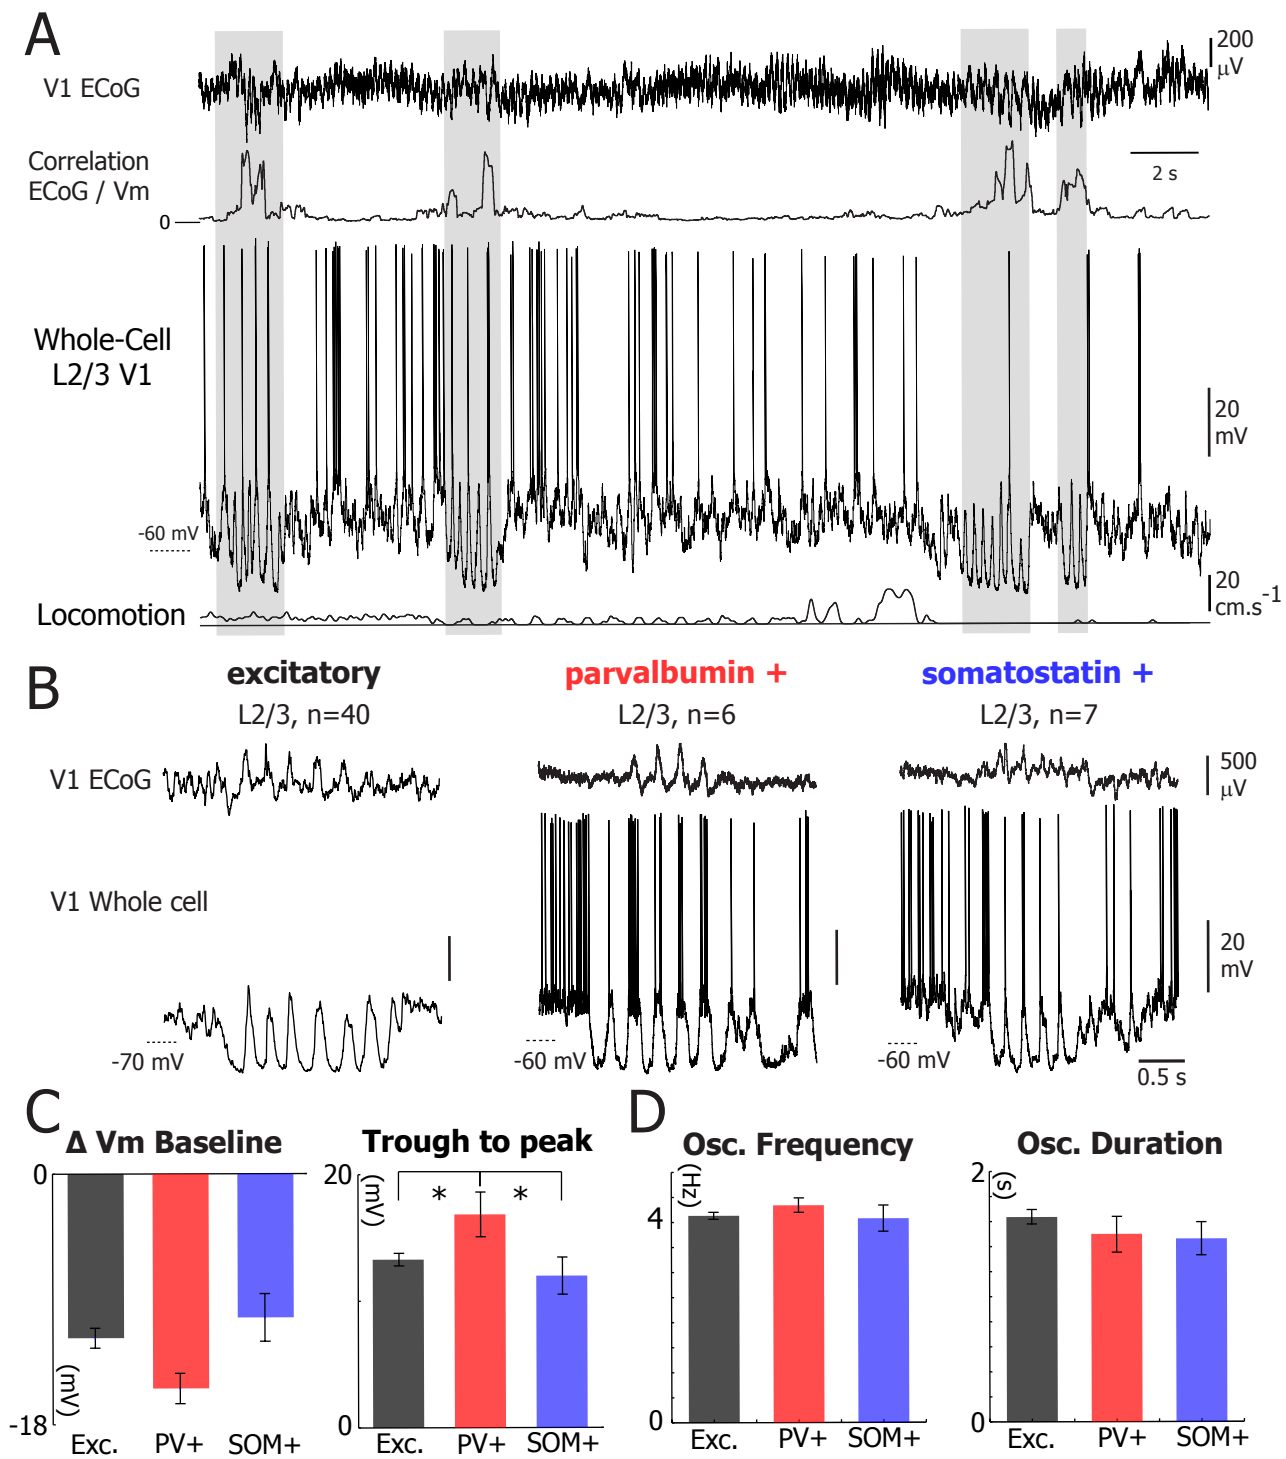 A
V1 ECoG
200
μV
Correlation
ECoG / Vm
2 s
0
Whole-Cell
L2/3 V1
20
mV
-60 mV
20
cm.s-1
Locomotion
B
excitatory
parvalbumin +
somatostatin +
L2/3, n=40
L2/3, n=6
L2/3, n=7
V1 ECoG
500
μV
V1 Whole cell
20
mV
-70 mV
-60 mV
-60 mV
0.5 s
C
Δ Vm Baseline
Trough to peak
0
-18
(mV)
Exc.
PV+
SOM+
20
(mV)
* *
0
Exc.
PV+
SOM+
D
Osc. Frequency
Osc. Duration
(Hz)
4
0
Exc.
PV+
SOM+
2
(s)
0
Exc.
PV+
SOM+